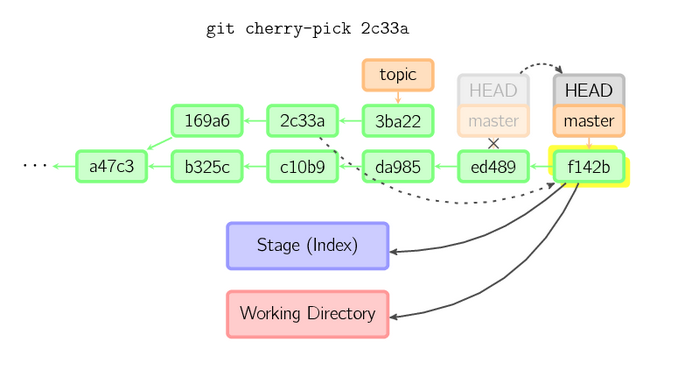 git cherry-pick 2c33a
topic
HEAD
HEAD
master
master
169a6
2c33a
3ba22
...
a47c3
b325c
c10b9
da985
ed489
f142b
Stage (Index)
Working Directory